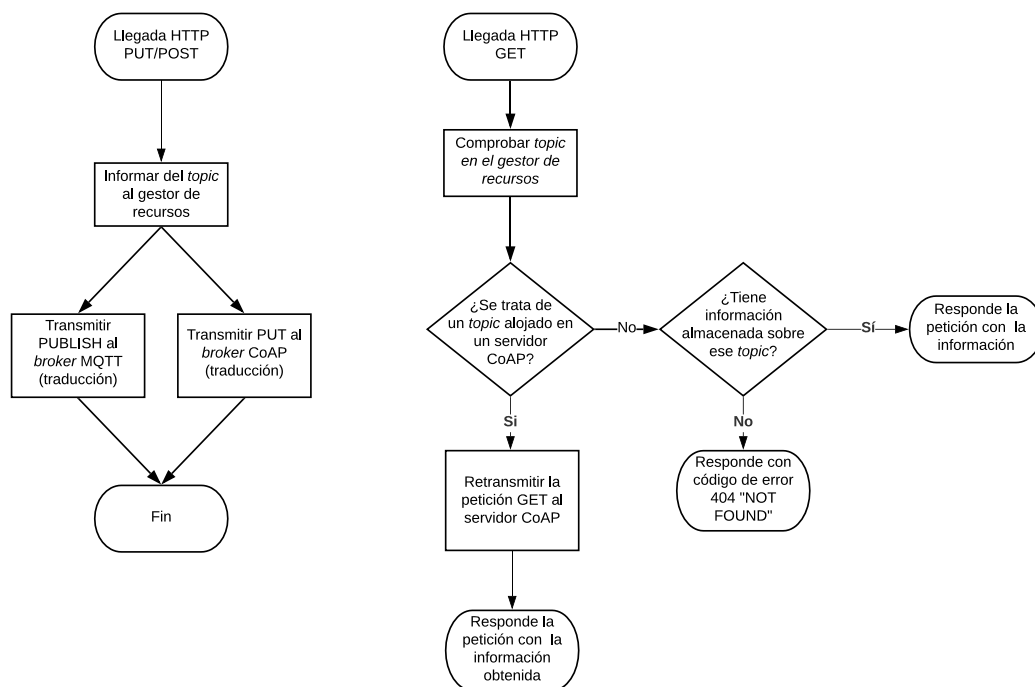 Llegada HTTP
PUT/POST
Informar del topic
al gestor de
recursos
Transmitir
PUBLISH al
broker MQTT
(traducción)
Transmitir PUT al
broker CoAP
(traducción)
Fin
Llegada HTTP
GET
Comprobar topic
en el gestor de
recursos
¿Se trata de
un topic alojado en
un servidor
CoAP?
No
¿Tiene
información
almacenada sobre
ese topic?
Sí
Responde la
petición con la
información
Si
No
Retransmitir la
petición GET al
servidor CoAP
Responde con
código de error
404 "NOT
FOUND"
Responde la
petición con la
información
obtenida